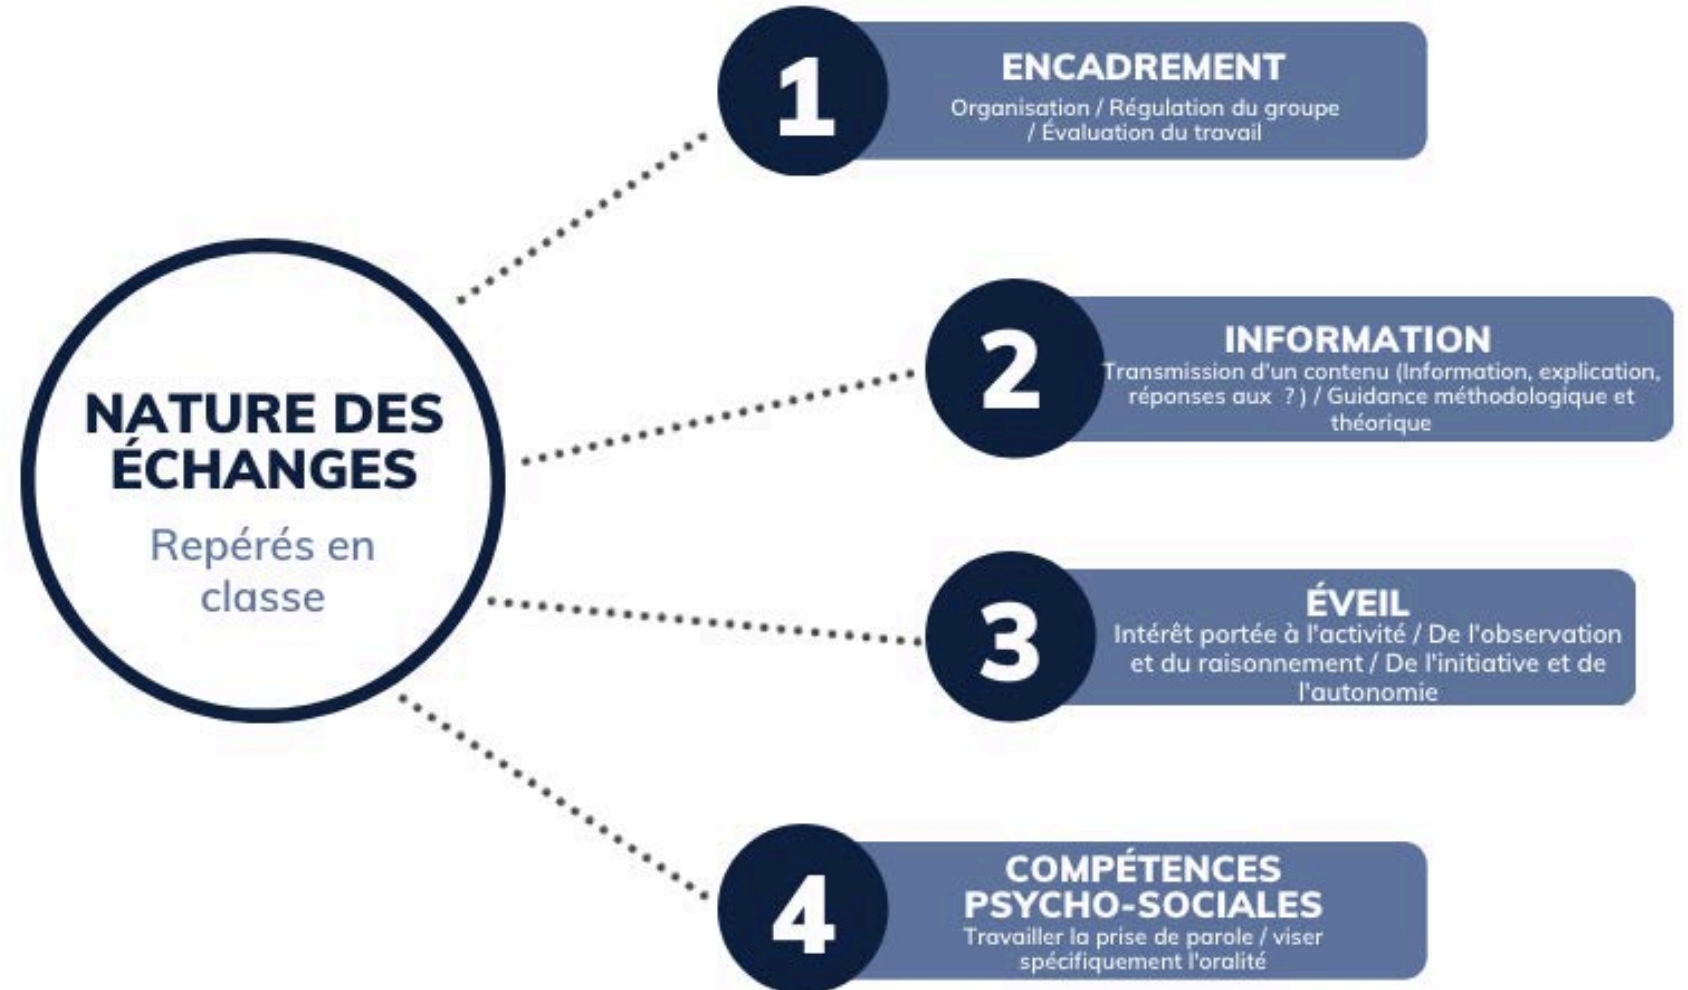 NATURE DES
ÉCHANGES
Repérés en
classe
1
ENCADREMENT
Organisation / Régulation du groupe
/ Évaluation du travail
2
INFORMATION
Transmission d'un contenu (Information, explication,
réponses aux ? ) / Guidance méthodologique et
théorique
3
ÉVEIL
Intérêt portée à l'activité / De l'observation
et du raisonnement / De l'initiative et de
l'autonomie
4
COMPÉTENCES
PSYCHO-SOCIALES
Travailler la prise de parole / viser
spécifiquement l'oralité